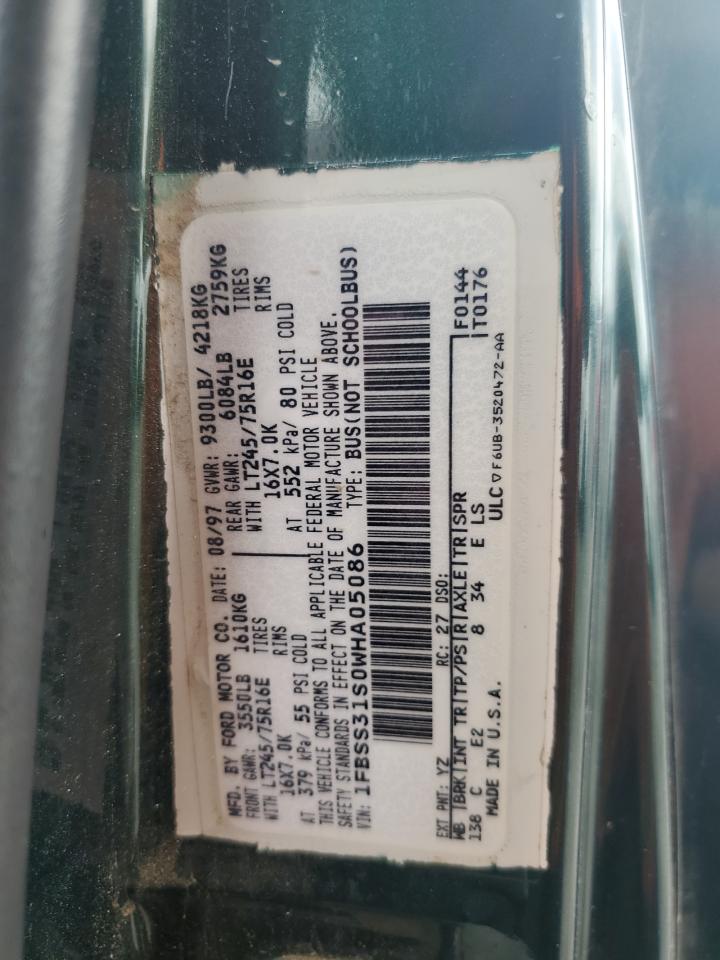 MFD. BY FORD MOTOR CO. DATE: 08/97 GVWR: 9300LB/ 4218KG
FRONT GAWR: 3550LB 1610KG REAR GAWR: 6084LB 2759KG
WITH LT245/75R16E TIRES WITH LT245/75R16E TIRES
16X7.0K RIMS 16X7.0K RIMS
AT 379 kPa/ 55 PSI COLD AT 552 kPa/ 80 PSI COLD
THIS VEHICLE CONFORMS TO ALL APPLICABLE FEDERAL MOTOR VEHICLE
SAFETY STANDARDS IN EFFECT ON THE DATE OF MANUFACTURE SHOWN ABOVE.
VIN: 1FBSS31S0WHA05086 TYPE: BUS(NOT SCHOOLBUS)
EXT PNT: YZ RC: 27 DSO: F0144
WB BRK INT TR TP/PS R AXLE TR SPR T0176
138 C E2 8 34 E LS
MADE IN U.S.A. ULC ▽F6UB-3520472-AA